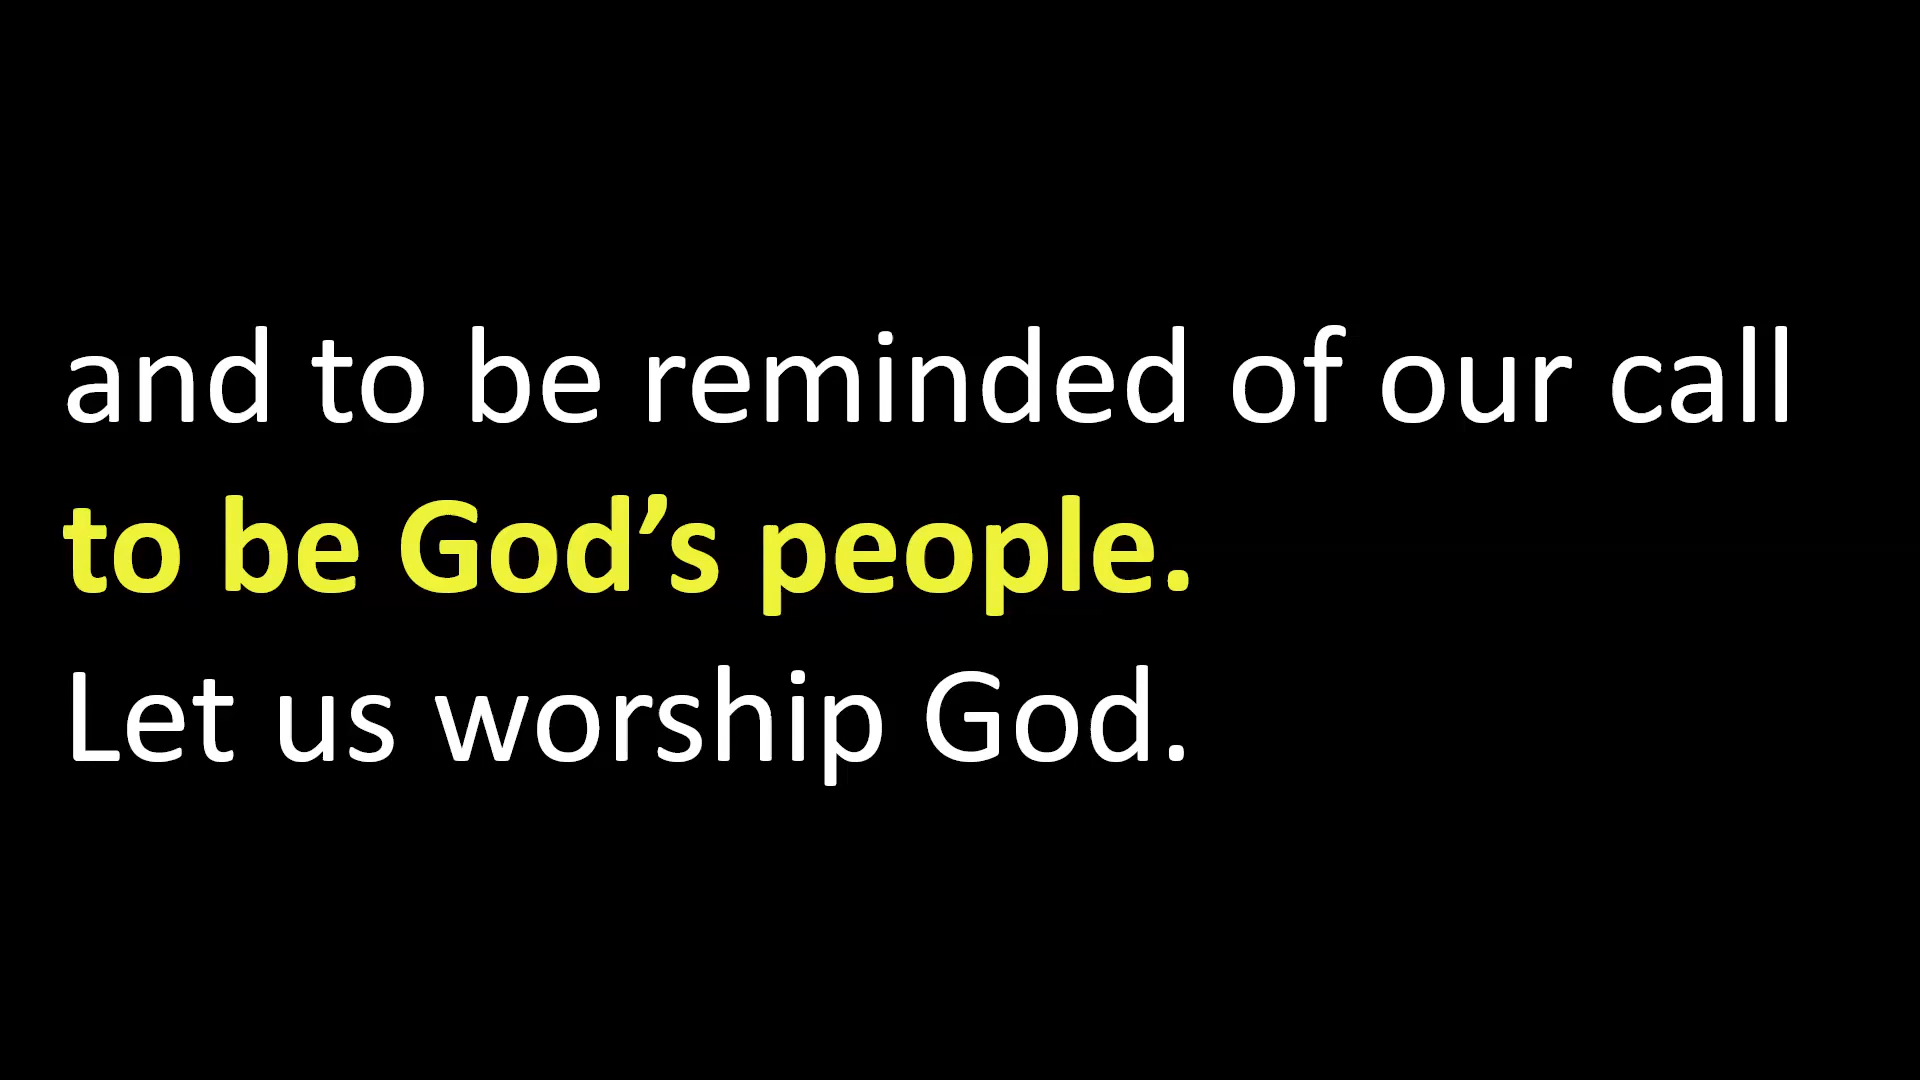 and to be reminded of our call
to be God’s people.
Let us worship God.